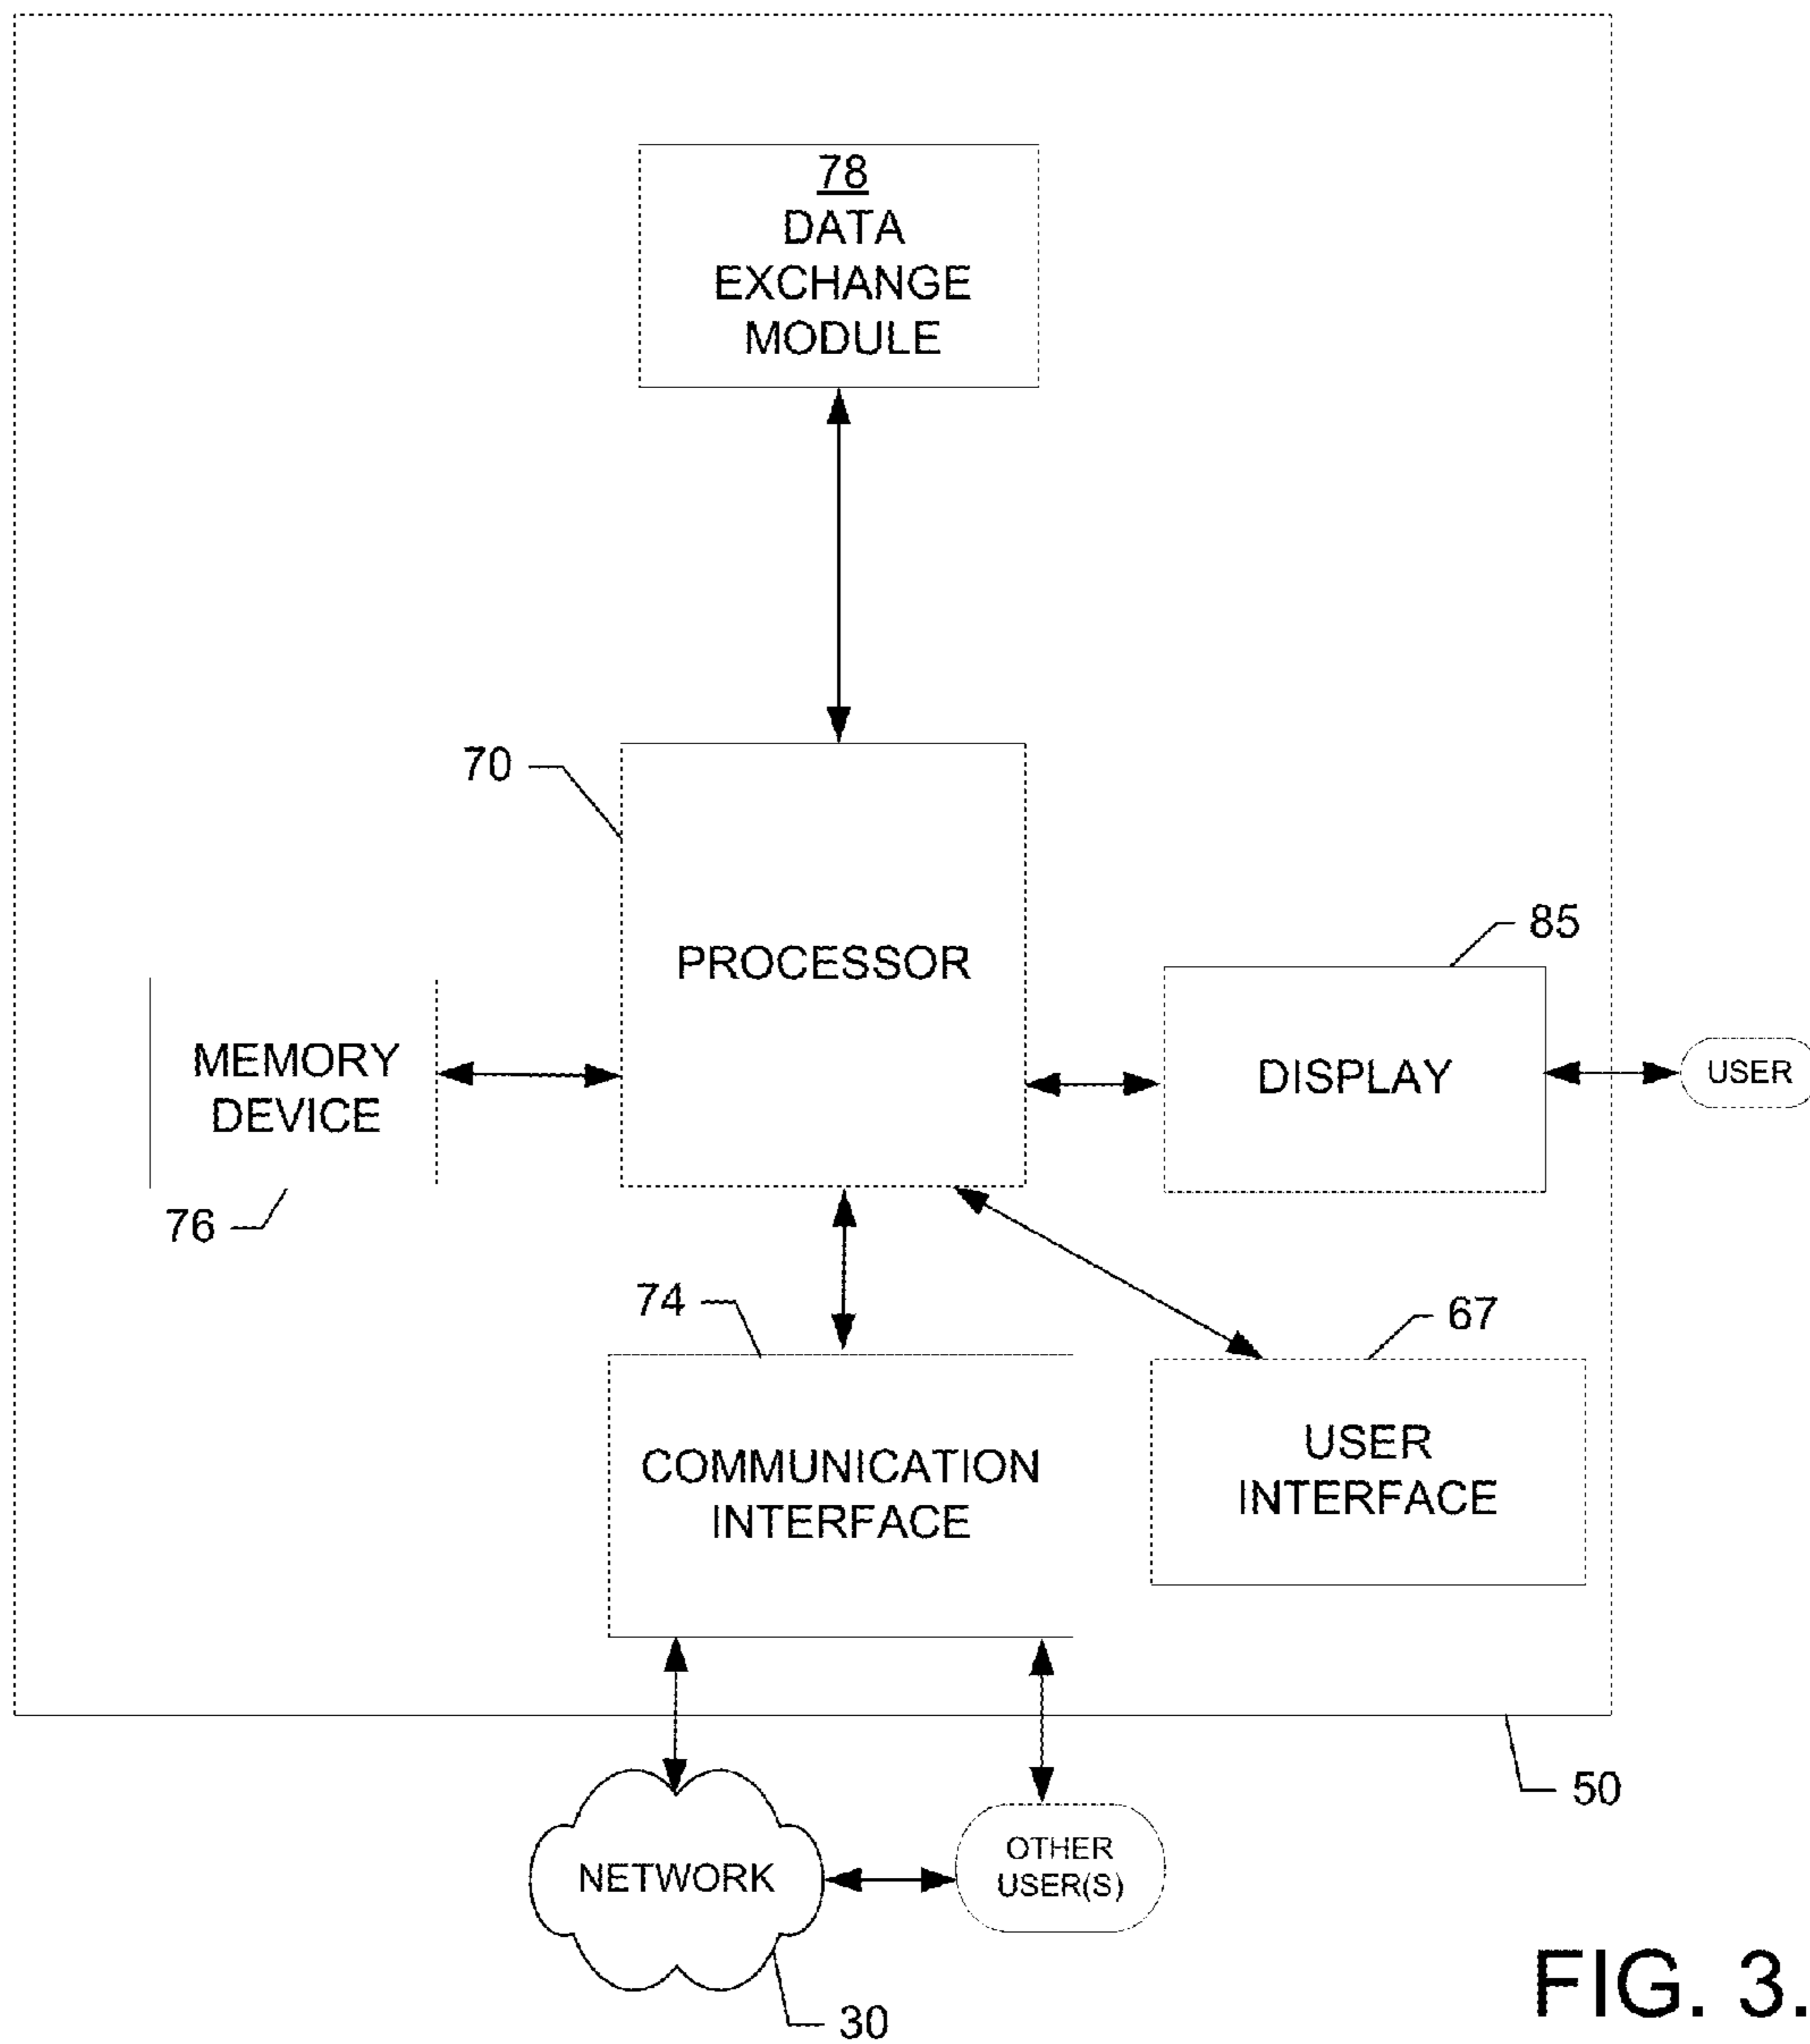 78
DATA
EXCHANGE
MODULE
70
PROCESSOR
85
MEMORY
DEVICE
DISPLAY
USER
76
74
67
COMMUNICATION
INTERFACE
USER
INTERFACE
50
NETWORK
OTHER
USER(S)
30
FIG. 3.